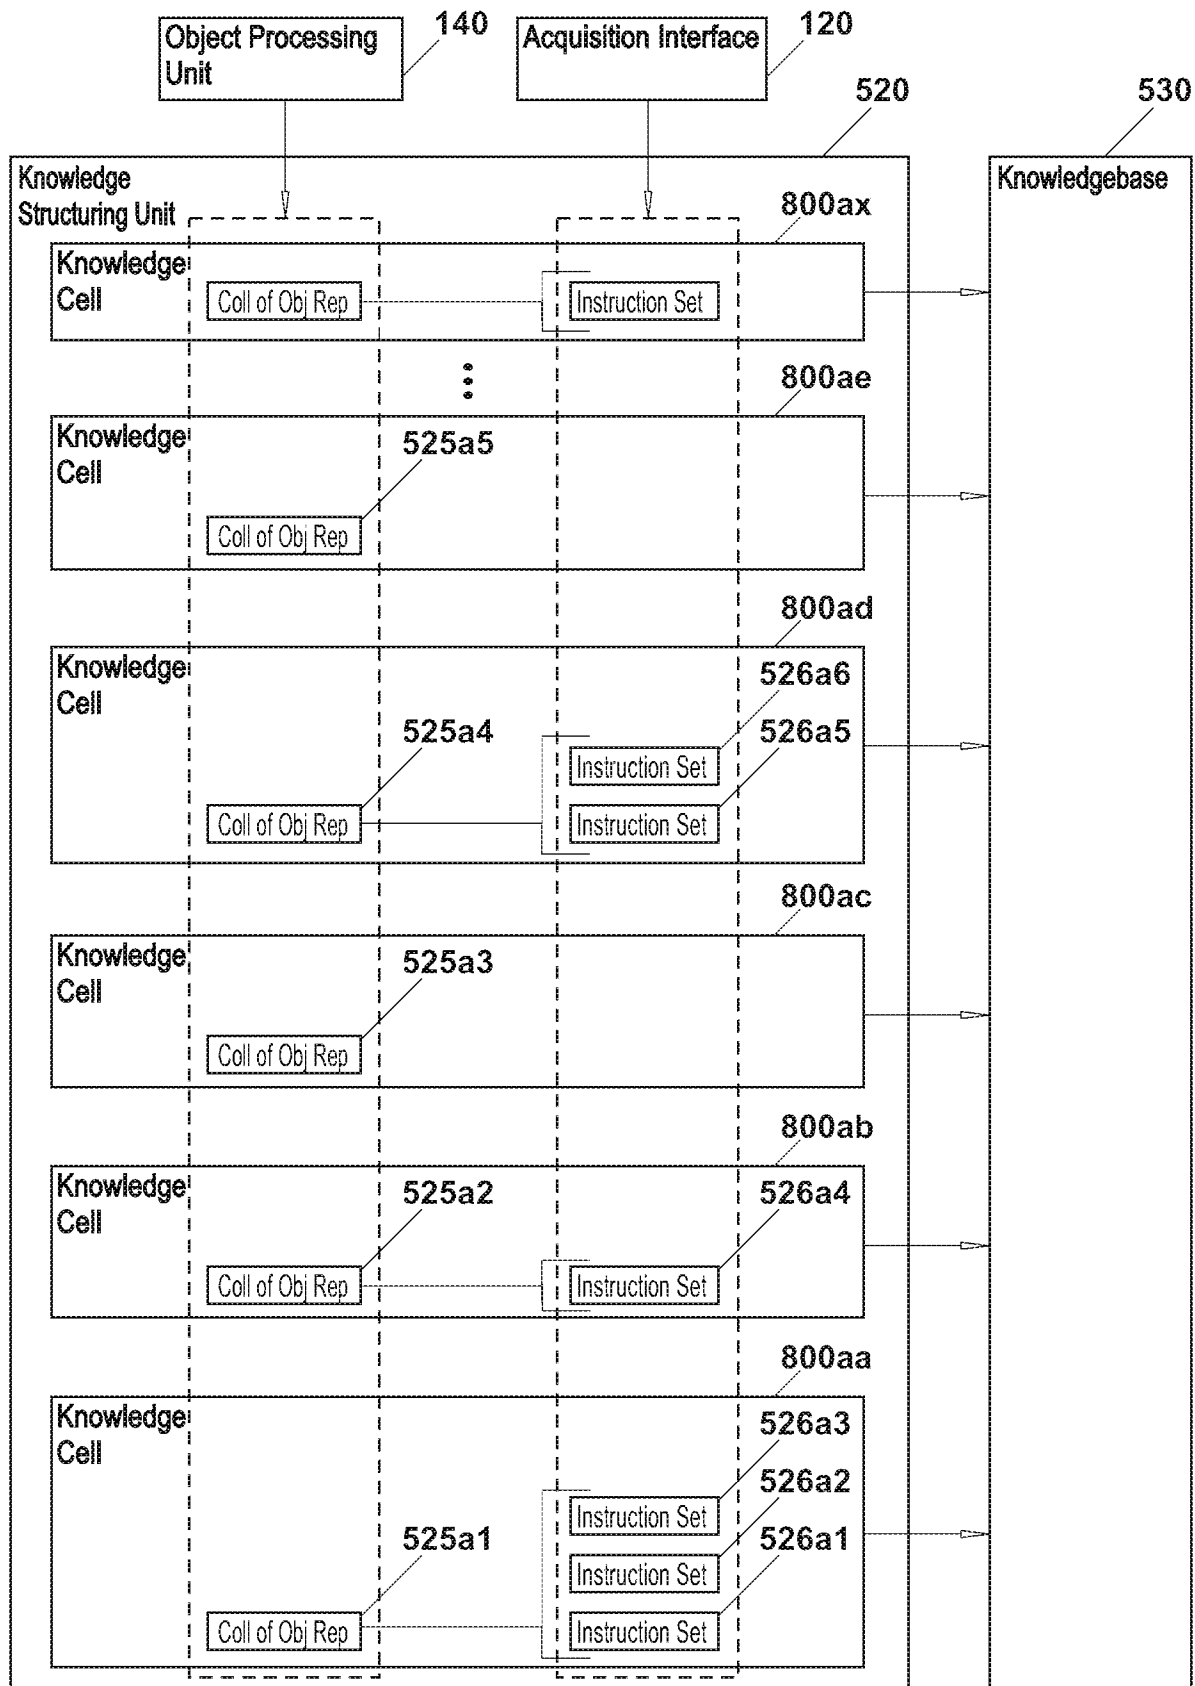 Object Processing
Unit
140
Acquisition Interface
120
520
530
Knowledge
Structuring Unit
Knowledgebase
800ax
Knowledge
Cell
Coll of Obj Rep
Instruction Set
800ae
Knowledge
Cell
525a5
Coll of Obj Rep
800ad
Knowledge
Cell
526a6
525a4
526a5
Instruction Set
Coll of Obj Rep
Instruction Set
800ac
Knowledge
Cell
525a3
Coll of Obj Rep
800ab
Knowledge
Cell
525a2
526a4
Coll of Obj Rep
Instruction Set
800aa
Knowledge
Cell
526a3
526a2
Instruction Set
525a1
526a1
Instruction Set
Coll of Obj Rep
Instruction Set